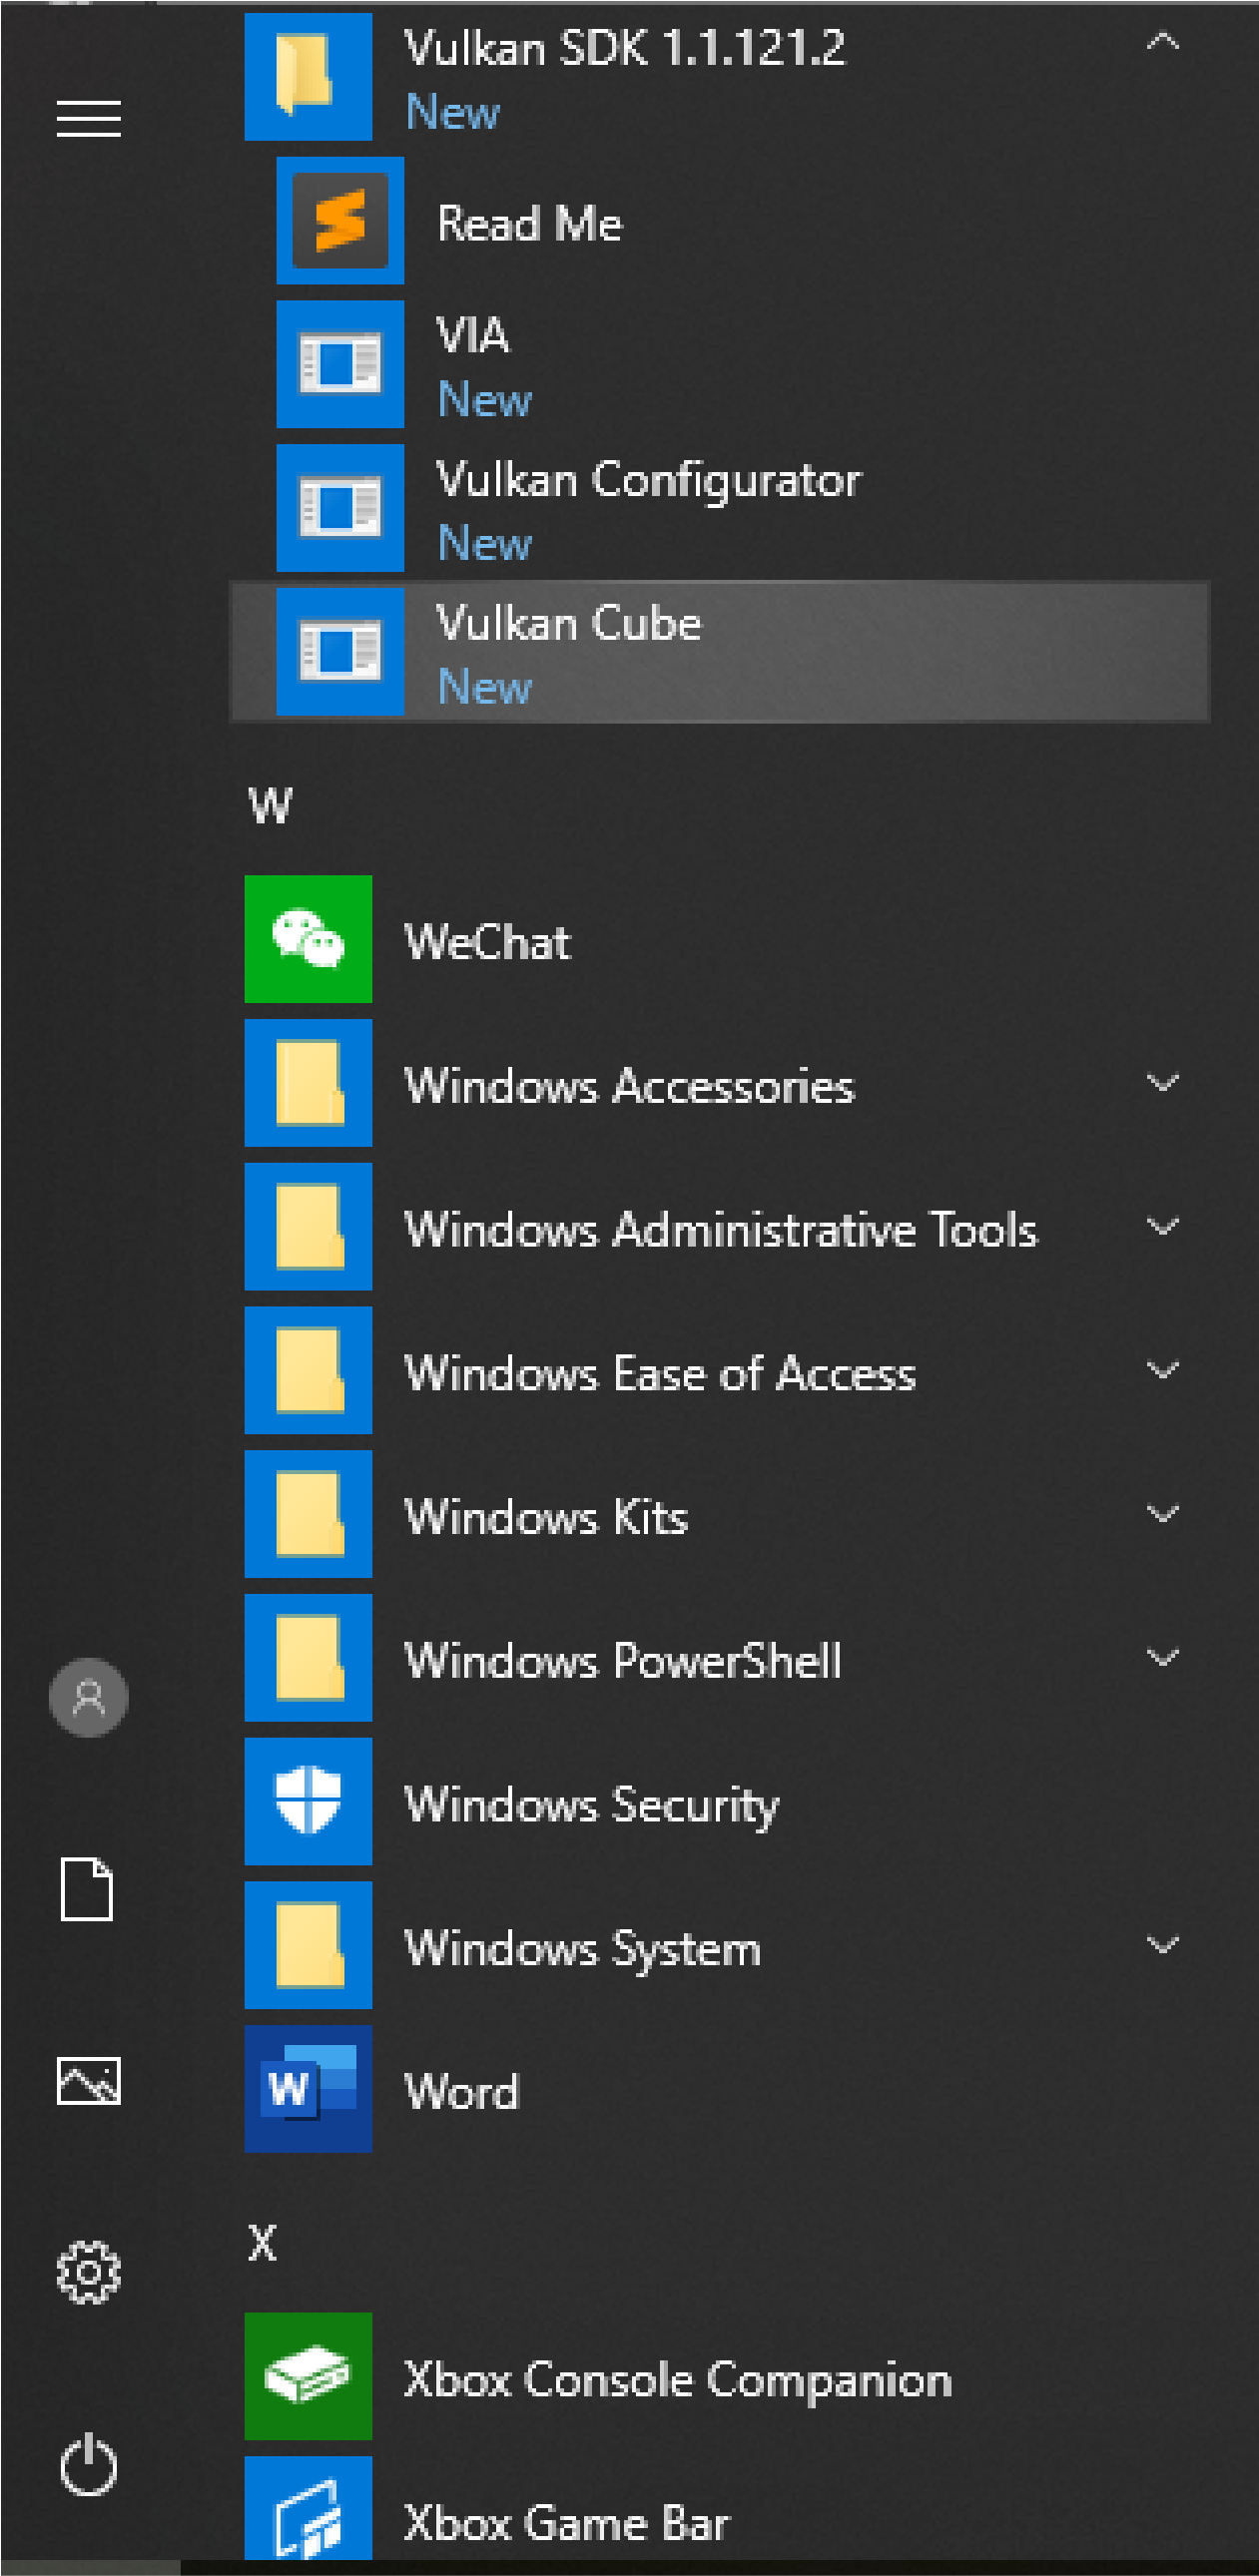 Vulkan SDK 1.1.121.2
New
Read Me
VIA
New
Vulkan Configurator
New
Vulkan Cube
New
W
WeChat
Windows Accessories
Windows Administrative Tools
Windows Ease of Access
Windows Kits
Windows PowerShell
Windows Security
Windows System
W Word
X
Xbox Console Companion
Xbox Game Bar